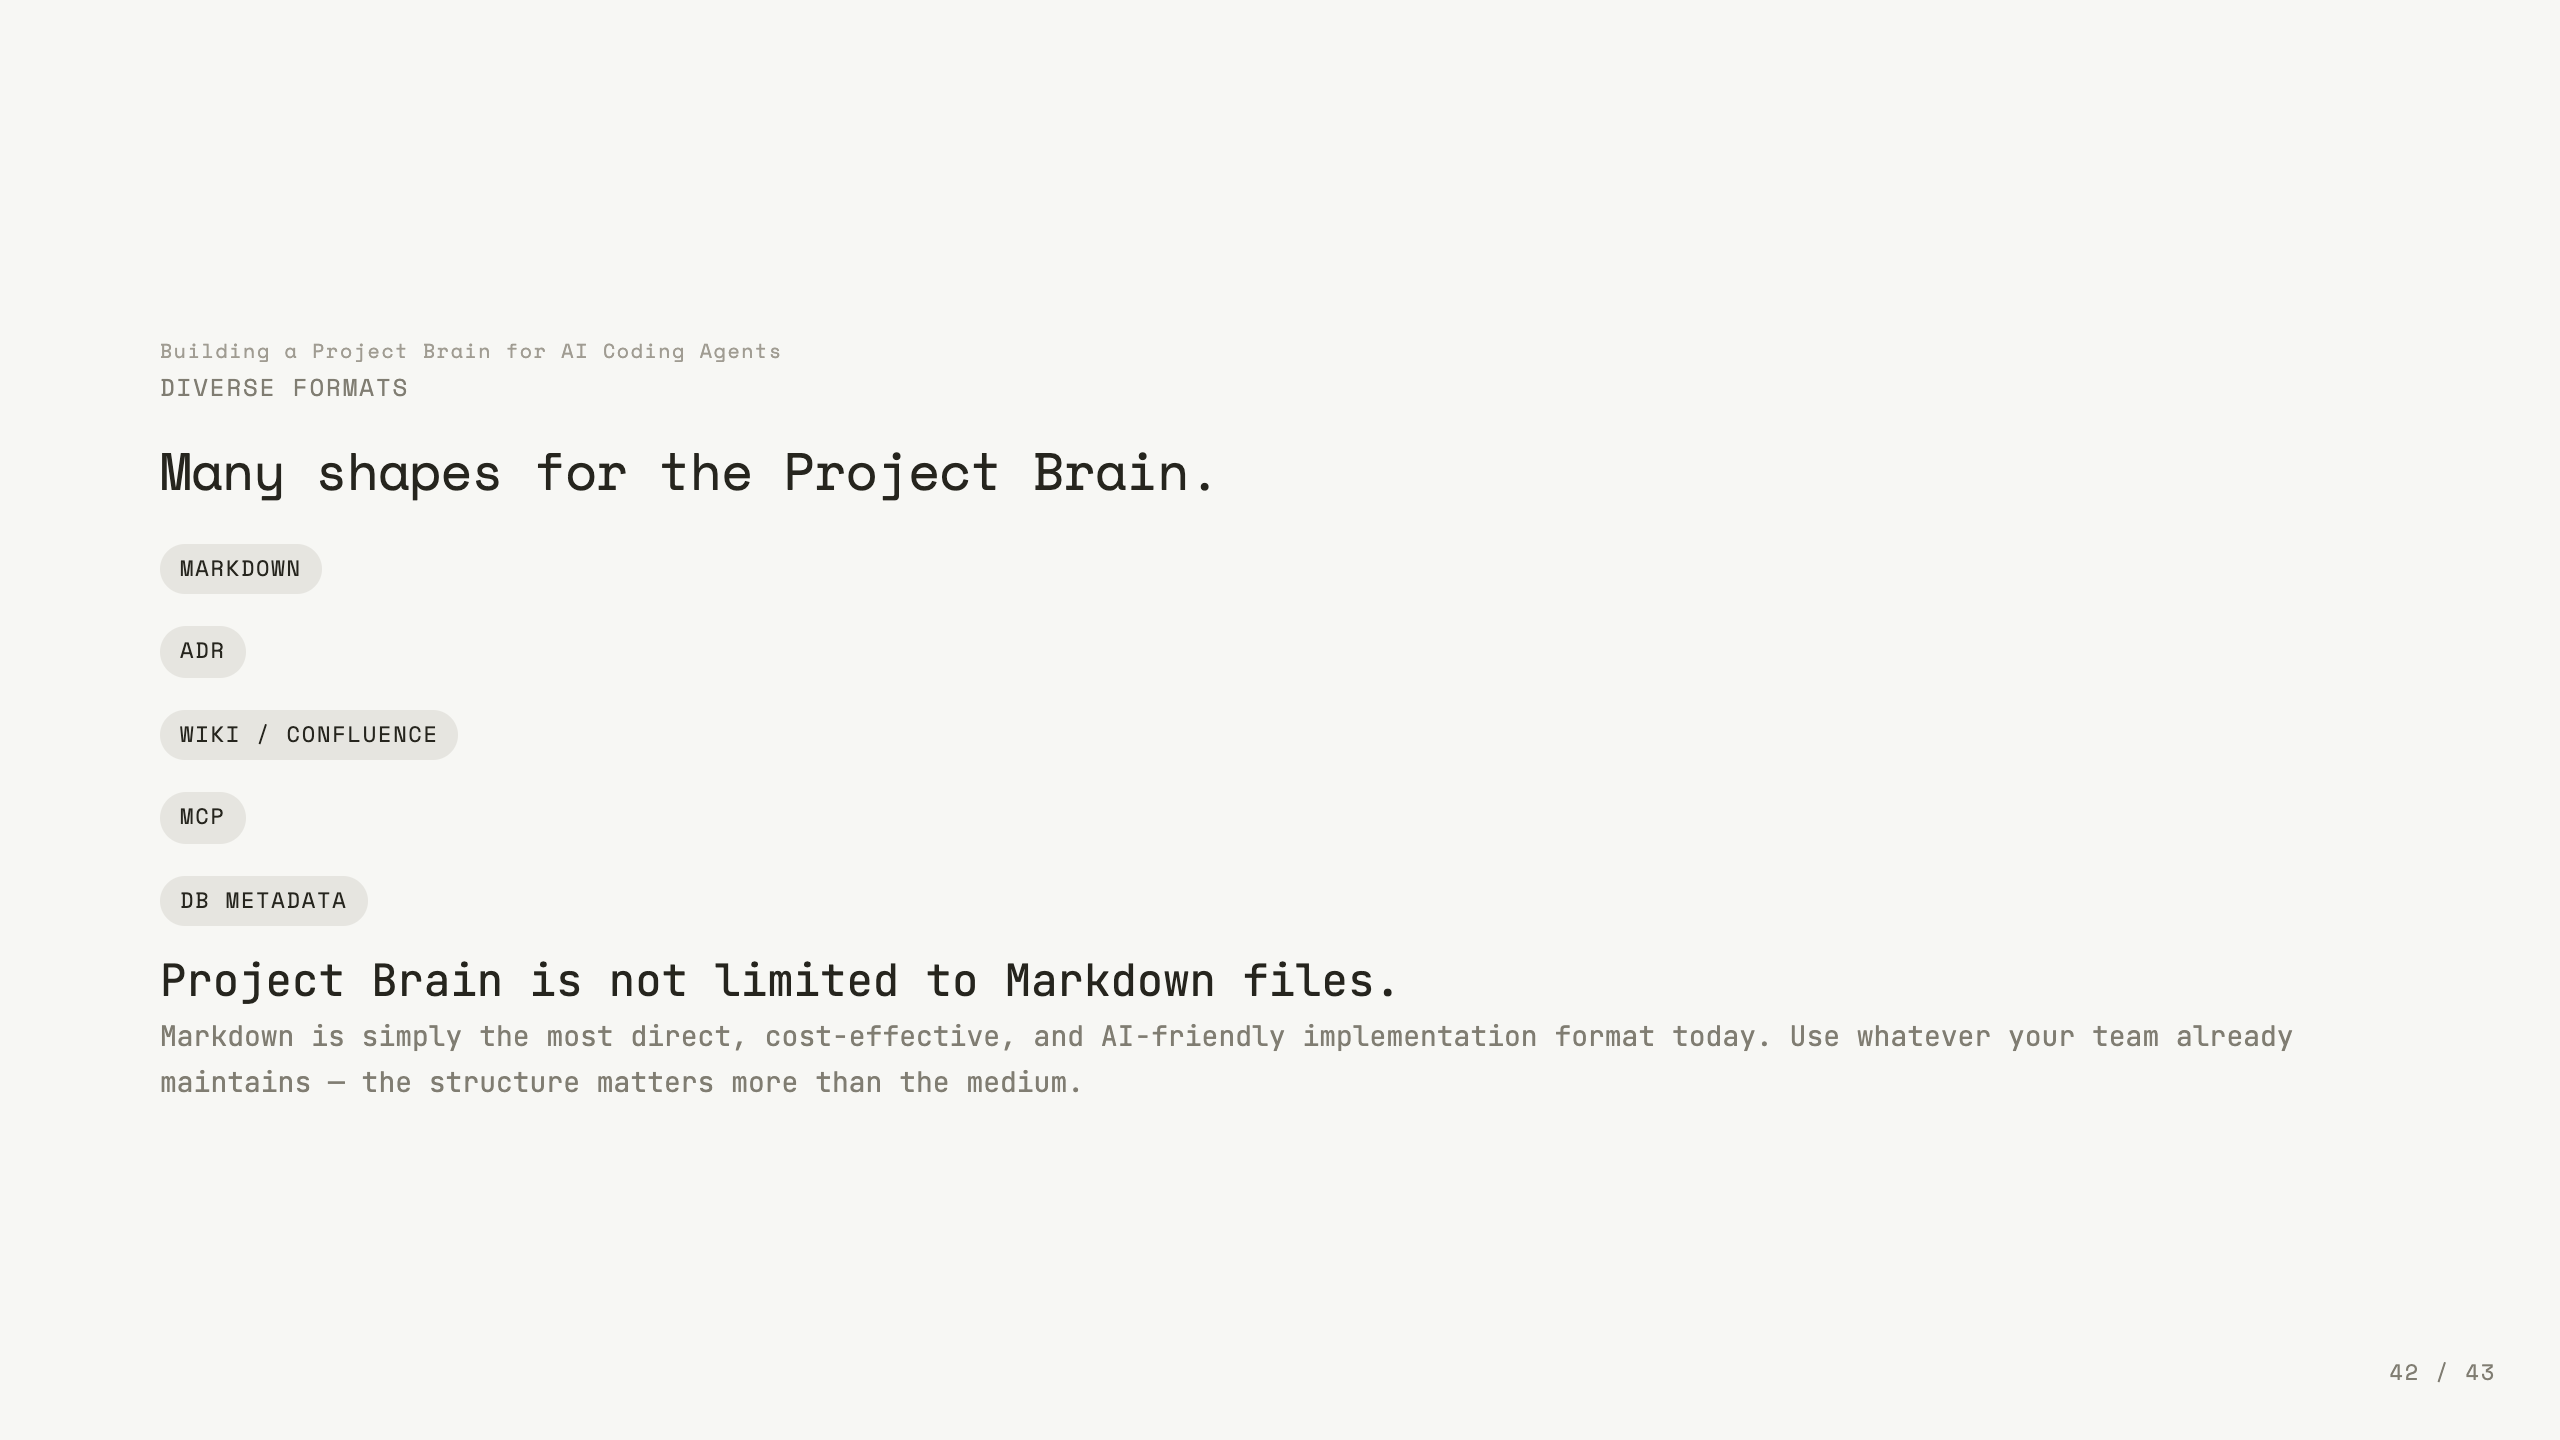 Building a Project Brain for AI Coding Agents
DIVERSE FORMATS
Many shapes for the Project Brain.
MARKDOWN
ADR
WIKI / CONFLUENCE
MCP
DB METADATA
Project Brain is not limited to Markdown files.
Markdown is simply the most direct, cost-effective, and AI-friendly implementation format today. Use whatever your team already
maintains — the structure matters more than the medium.
42 / 43